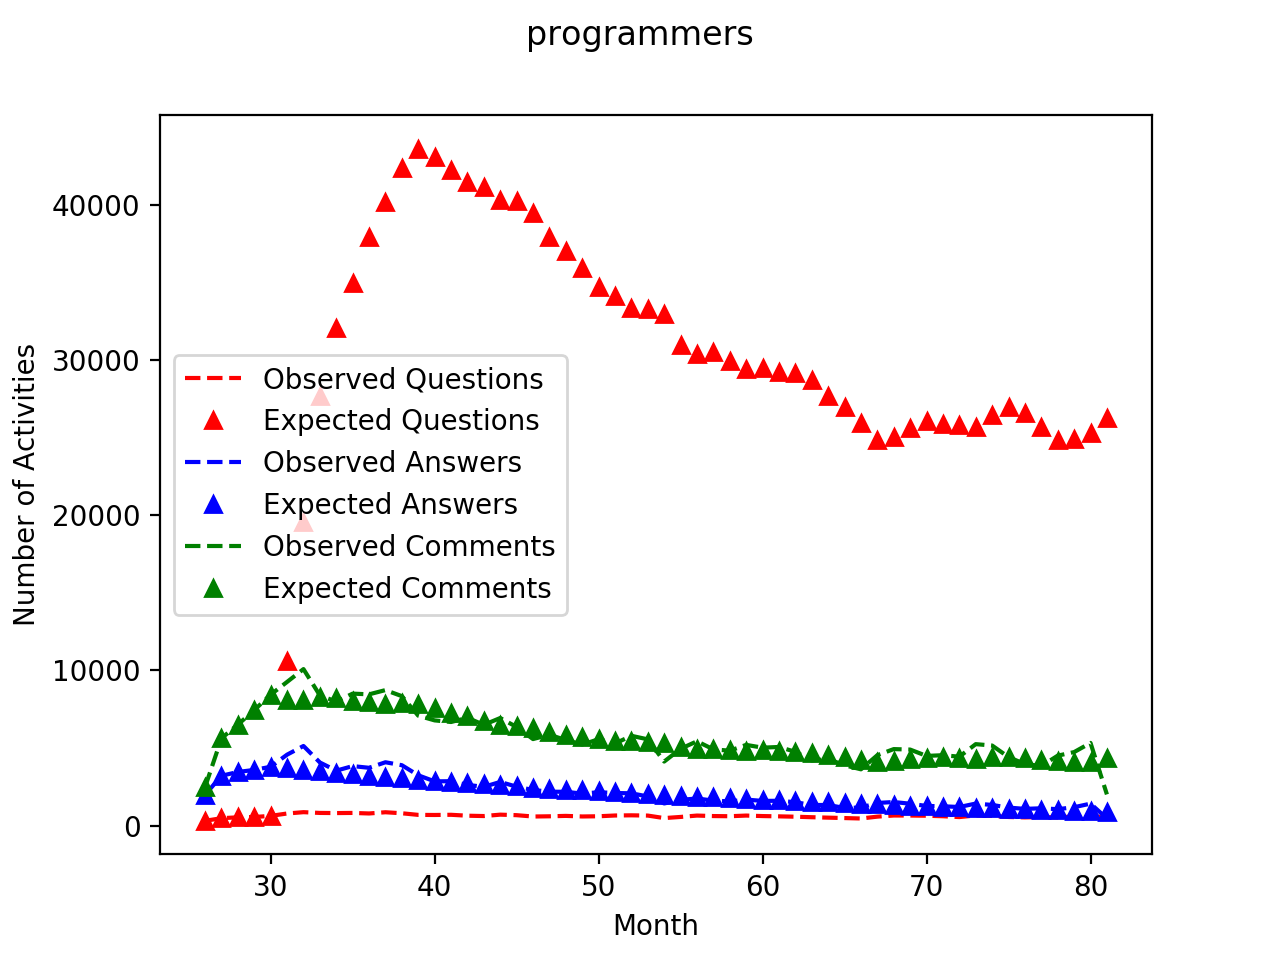 programmers
Number of Activities
40000
30000
20000
10000
0
Observed Questions
Expected Questions
Observed Answers
Expected Answers
Observed Comments
Expected Comments
30 40 50 60 70 80
Month